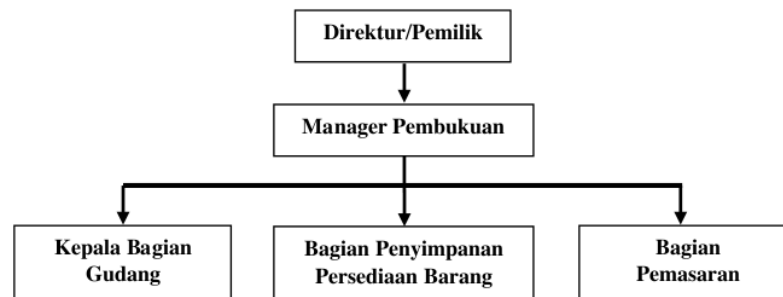 Direktur/Pemilik
Manager Pembukuan
Kepala Bagian
Gudang
Bagian Penyimpanan
Persediaan Barang
Bagian
Pemasaran